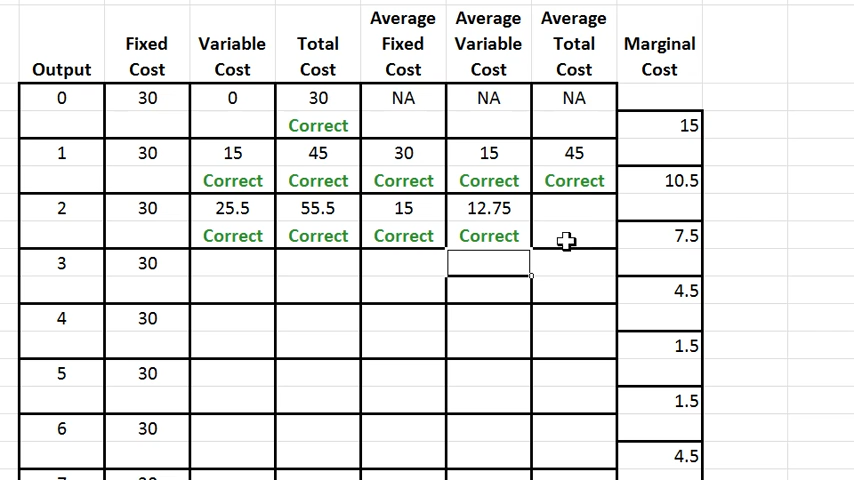 Average Average Average
Fixed Variable Total Fixed Variable Total Marginal
Output Cost Cost Cost Cost Cost Cost Cost
0 30 0 30 NA NA NA
Correct 15
1 30 15 45 30 15 45
Correct Correct Correct Correct Correct 10.5
2 30 25.5 55.5 15 12.75
Correct Correct Correct Correct 7.5
3 30
4.5
4 30
1.5
5 30
1.5
6 30
4.5